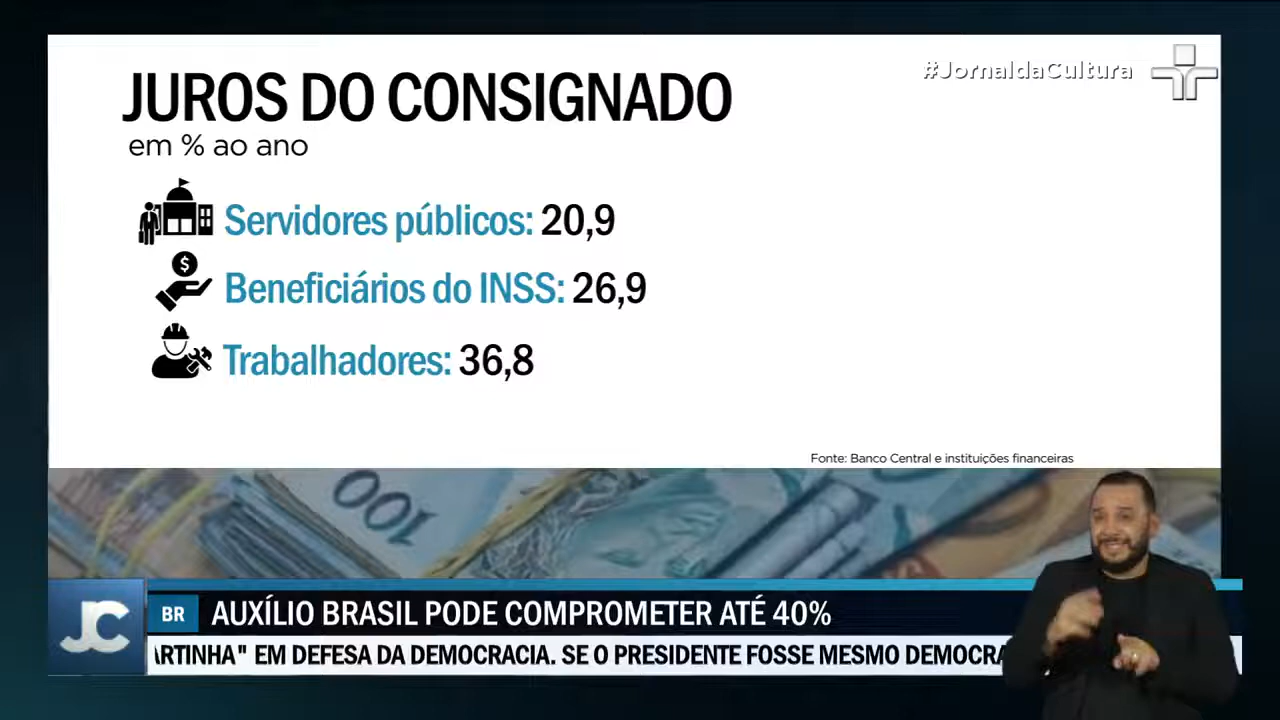 #JornaldaCultura
JUROS DO CONSIGNADO
em % ao ano
Servidores públicos: 20,9
$
Beneficiários do INSS: 26,9
Trabalhadores: 36,8
Fonte: Banco Central e instituições financeiras
100
JC
BR
AUXÍLIO BRASIL PODE COMPROMETER ATÉ 40%
ARTINHA" EM DEFESA DA DEMOCRACIA. SE O PRESIDENTE FOSSE MESMO DEMOCRA